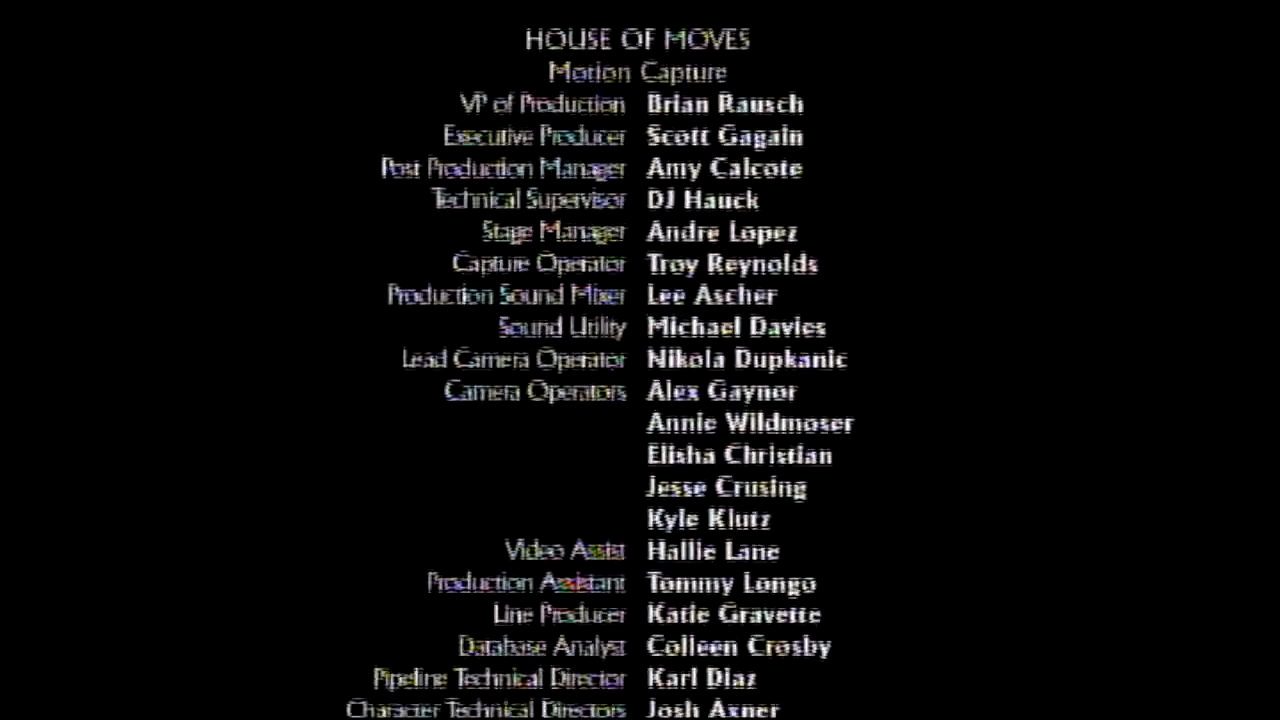 HOUSE OF MOVES
Motion Capture
VP of Production Brian Rausch
Executive Producer Scott Gagain
Post Production Manager Amy Calcote
Technical Supervisor DJ Hauck
Stage Manager Andre Lopez
Capture Operator Troy Reynolds
Production Sound Mixer Lee Ascher
Sound Utility Michael Davies
Lead Camera Operator Nikola Dupkanic
Camera Operators Alex Gaynor
Annie Wildmoser
Elisha Christian
Jesse Crusing
Kyle Klutz
Video Assist Hallie Lane
Production Assistant Tommy Longo
Line Producer Katie Gravette
Database Analyst Colleen Crosby
Pipeline Technical Director Karl Diaz
Character Technical Directors Josh Axner